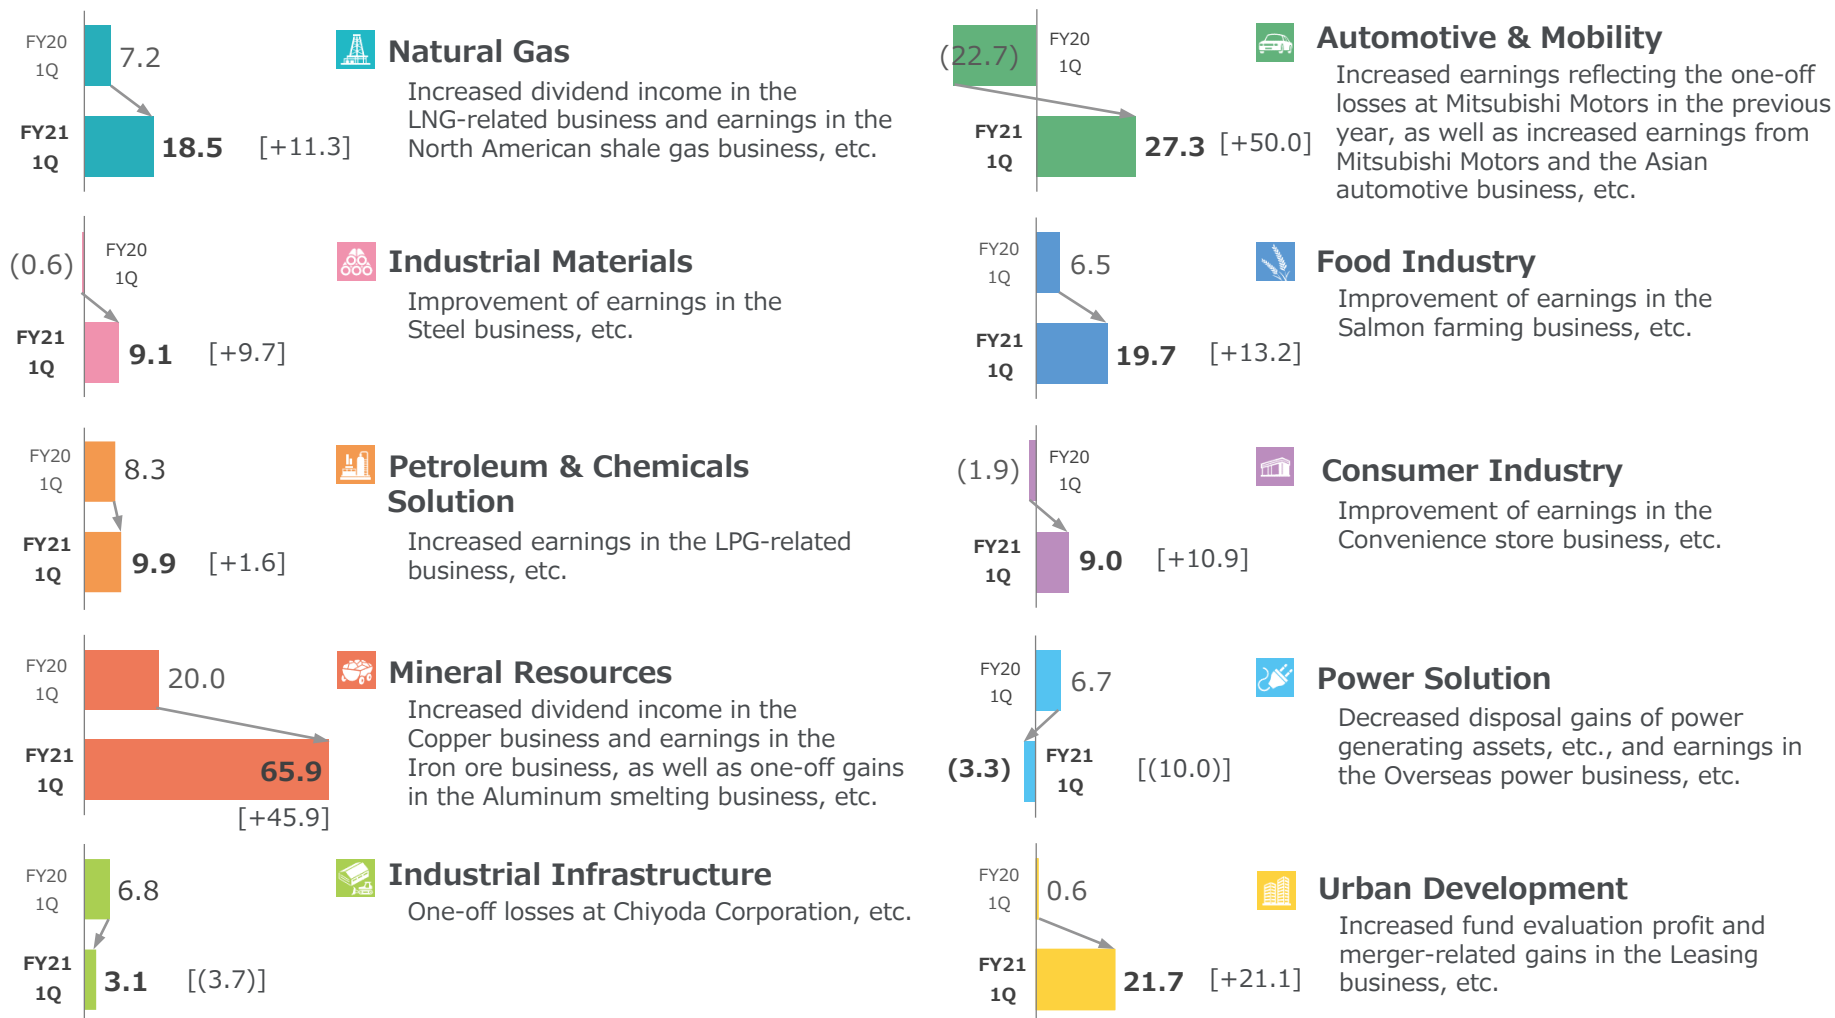 FY20
1Q
7.2
FY21
1Q
18.5
[+11.3]
Natural Gas
Increased dividend income in the
LNG-related business and earnings in the
North American shale gas business, etc.
(0.6)
FY20
1Q
FY21
1Q
9.1
[+9.7]
Industrial Materials
Improvement of earnings in the
Steel business, etc.
FY20
1Q
8.3
FY21
1Q
9.9
[+1.6]
Petroleum & Chemicals
Solution
Increased earnings in the LPG-related
business, etc.
FY20
1Q
20.0
FY21
1Q
65.9
[+45.9]
Mineral Resources
Increased dividend income in the
Copper business and earnings in the
Iron ore business, as well as one-off gains
in the Aluminum smelting business, etc.
FY20
1Q
6.8
FY21
1Q
3.1
[(3.7)]
Industrial Infrastructure
One-off losses at Chiyoda Corporation, etc.
(22.7)
FY20
1Q
FY21
1Q
27.3
[+50.0]
Automotive & Mobility
Increased earnings reflecting the one-off
losses at Mitsubishi Motors in the previous
year, as well as increased earnings from
Mitsubishi Motors and the Asian
automotive business, etc.
FY20
1Q
6.5
FY21
1Q
19.7
[+13.2]
Food Industry
Improvement of earnings in the
Salmon farming business, etc.
(1.9)
FY20
1Q
FY21
1Q
9.0
[+10.9]
Consumer Industry
Improvement of earnings in the
Convenience store business, etc.
FY20
1Q
6.7
(3.3)
FY21
1Q
[(10.0)]
Power Solution
Decreased disposal gains of power
generating assets, etc., and earnings in
the Overseas power business, etc.
FY20
1Q
0.6
FY21
1Q
21.7
[+21.1]
Urban Development
Increased fund evaluation profit and
merger-related gains in the Leasing
business, etc.